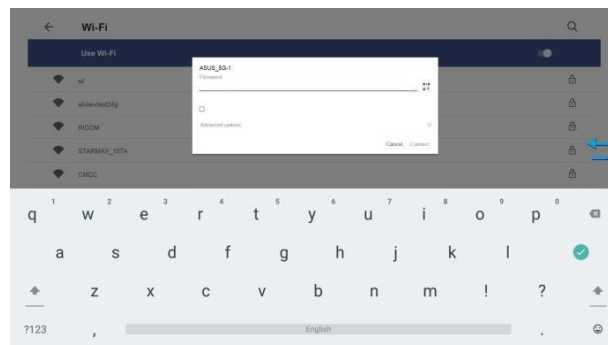 Wi-Fi
Use Wi-Fi
ASUS_5G-1
Password
sil
RICOM
Advanced options
STARMAX_107A
Cancel Connect
CMCC
1 2 3 4 5 6 7 8 9 0
q w e r t y u i o p
a s d f g h j k l
z x c v b n m ! ?
?123 , English .